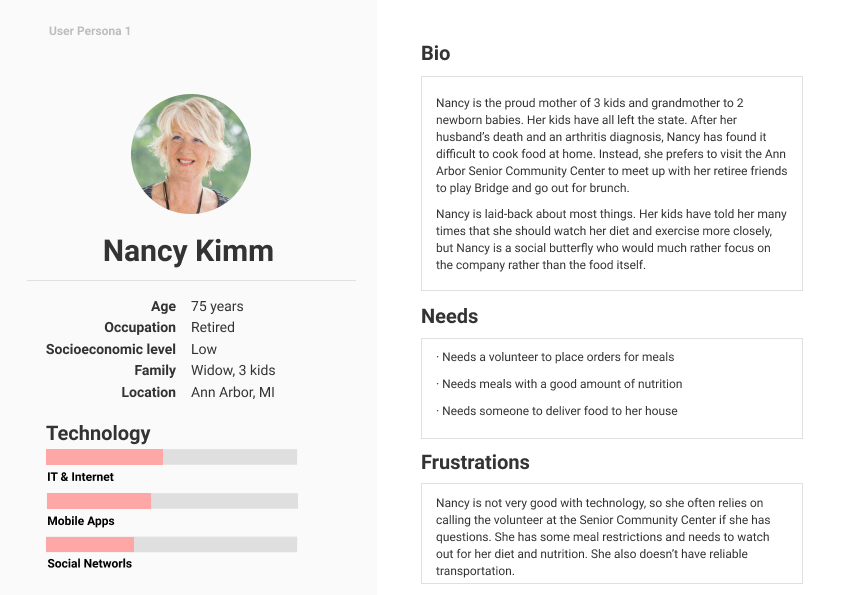 User Persona 1
Nancy Kimm
Age 75 years
Occupation Retired
Socioeconomic level Low
Family Widow, 3 kids
Location Ann Arbor, MI
Technology
IT & Internet
Mobile Apps
Social Networls
Bio
Nancy is the proud mother of 3 kids and grandmother to 2
newborn babies. Her kids have all left the state. After her
husband's death and an arthritis diagnosis, Nancy has found it
difficult to cook food at home. Instead, she prefers to visit the Ann
Arbor Senior Community Center to meet up with her retiree friends
to play Bridge and go out for brunch.
Nancy is laid-back about most things. Her kids have told her many
times that she should watch her diet and exercise more closely,
but Nancy is a social butterfly who would much rather focus on
the company rather than the food itself.
Needs
· Needs a volunteer to place orders for meals
· Needs meals with a good amount of nutrition
· Needs someone to deliver food to her house
Frustrations
Nancy is not very good with technology, so she often relies on
calling the volunteer at the Senior Community Center if she has
questions. She has some meal restrictions and needs to watch
out for her diet and nutrition. She also doesn't have reliable
transportation.